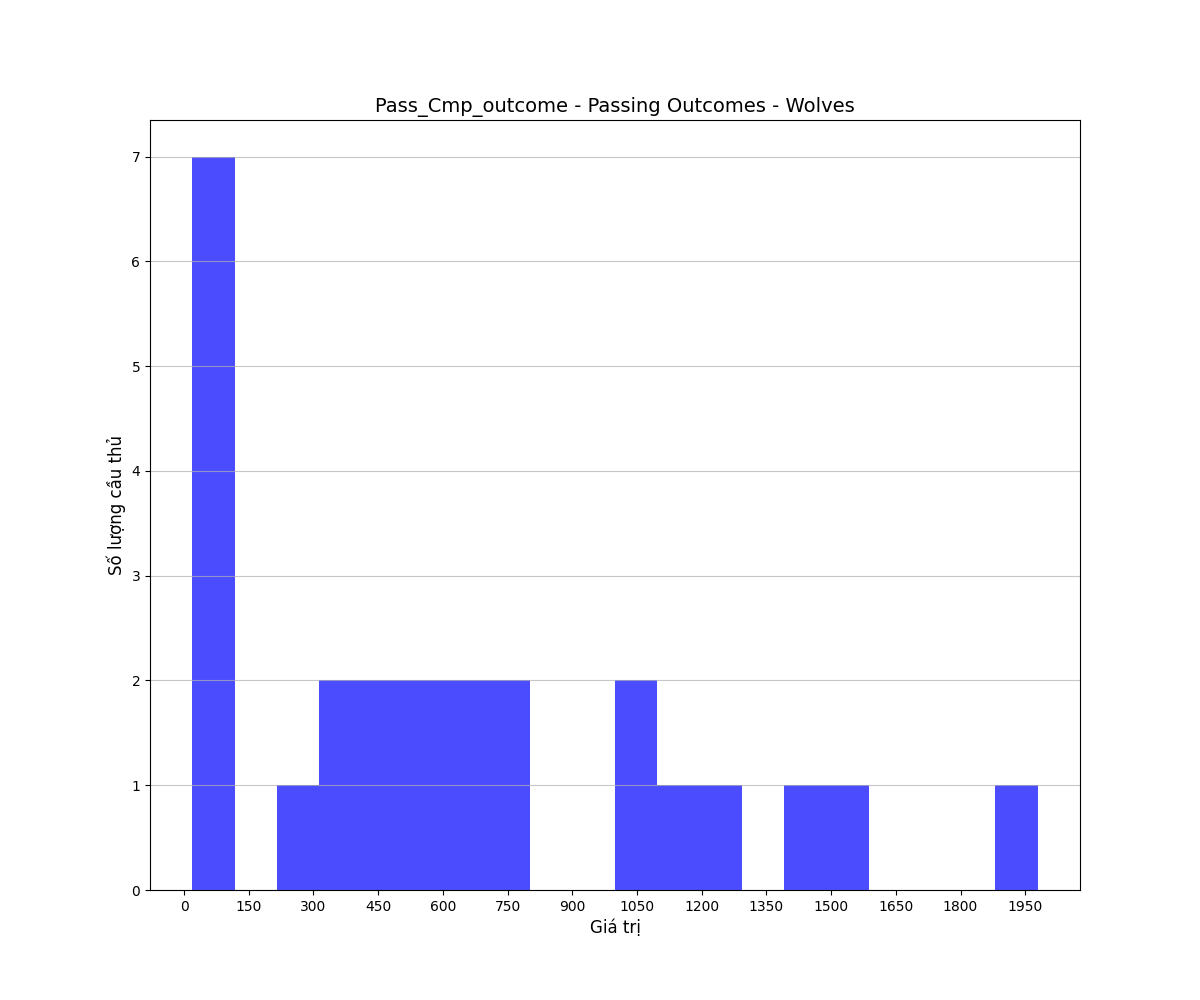 Pass_Cmp_outcome - Passing Outcomes - Wolves
7
6
5
4
3
2
1
0
Số lượng cầu thủ
0 150 300 450 600 750 900 1050 1200 1350 1500 1650 1800 1950
Giá trị